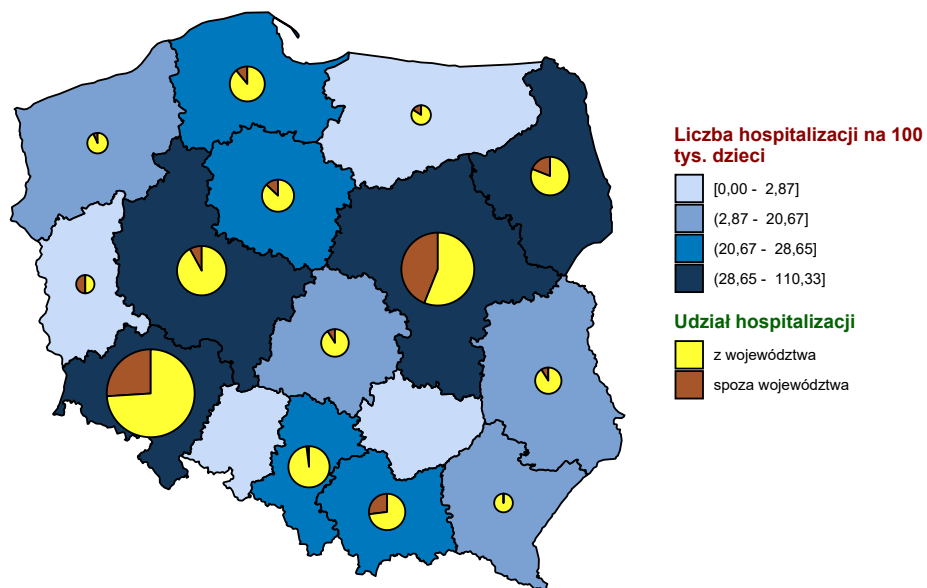 Liczba hospitalizacji na 100
tys. dzieci
[0,00 - 2,87]
(2,87 - 20,67]
(20,67 - 28,65]
(28,65 - 110,33]
Udział hospitalizacji
z województwa
spoza województwa